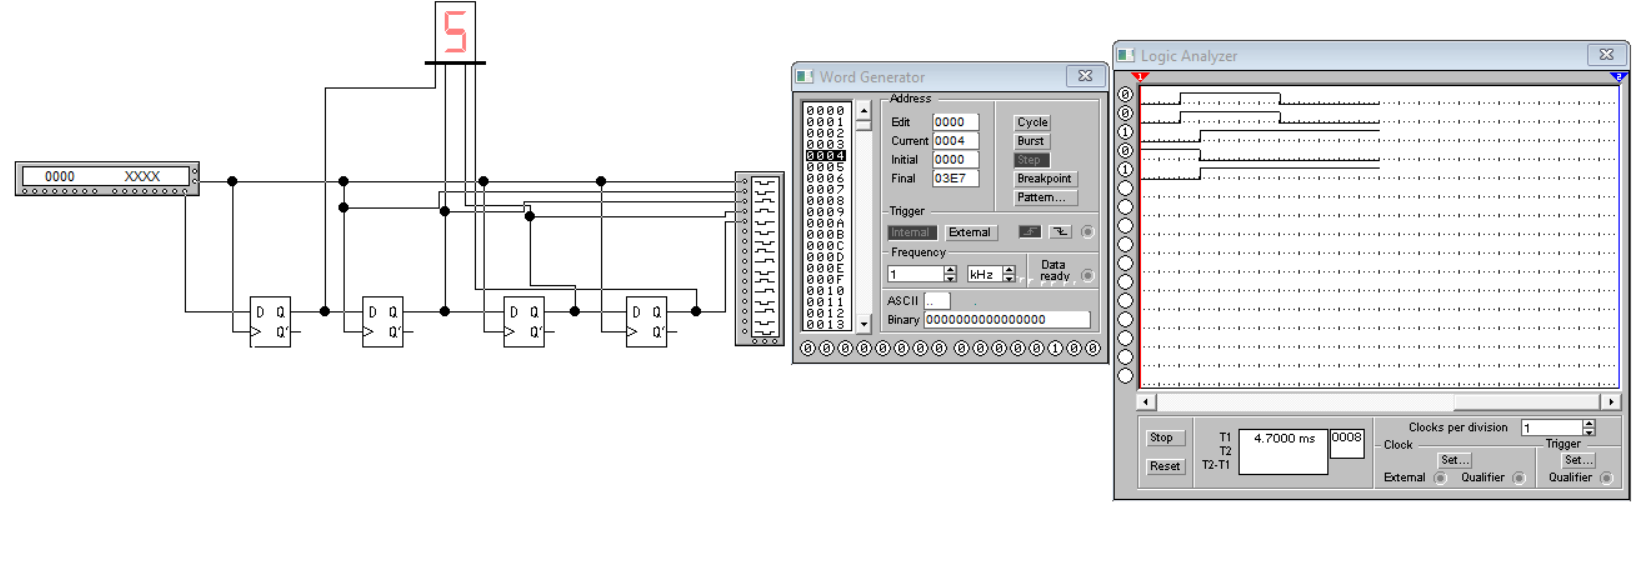 5
0000 XXXX
D Q
Q'
D Q
Q'
D Q
Q'
D Q
Q'
Word Generator
0000
0001
0002
0003
0004
0005
0006
0007
0008
0009
000A
000B
000C
000D
000E
000F
0010
0011
0012
0013
Address
Edit 0000
Current 0004
Initial 0000
Final 03E7
Cycle
Burst
Step
Breakpoint
Pattern...
Trigger
Internal External
Frequency
1 kHz
Data
ready
ASCII ..
Binary 0000000000000000
0 0 0 0 0 0 0 0 0 0 0 0 0 1 0 0
Logic Analyzer
1 2
0
0
1
0
1
Stop
Reset
T1 4.7000 ms 0008
T2
T2-T1
Clocks per division 1
Clock
Set...
External Qualifier
Trigger
Set...
Qualifier